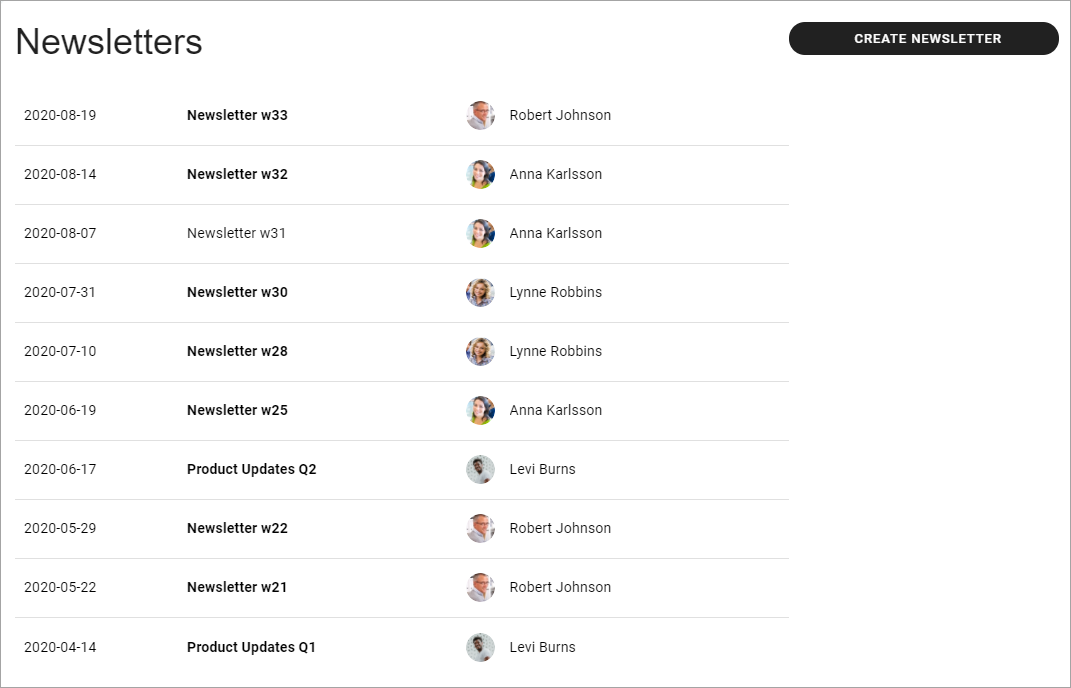 Newsletters
CREATE NEWSLETTER
2020-08-19 Newsletter w33 Robert Johnson
2020-08-14 Newsletter w32 Anna Karlsson
2020-08-07 Newsletter w31 Anna Karlsson
2020-07-31 Newsletter w30 Lynne Robbins
2020-07-10 Newsletter w28 Lynne Robbins
2020-06-19 Newsletter w25 Anna Karlsson
2020-06-17 Product Updates Q2 Levi Burns
2020-05-29 Newsletter w22 Robert Johnson
2020-05-22 Newsletter w21 Robert Johnson
2020-04-14 Product Updates Q1 Levi Burns